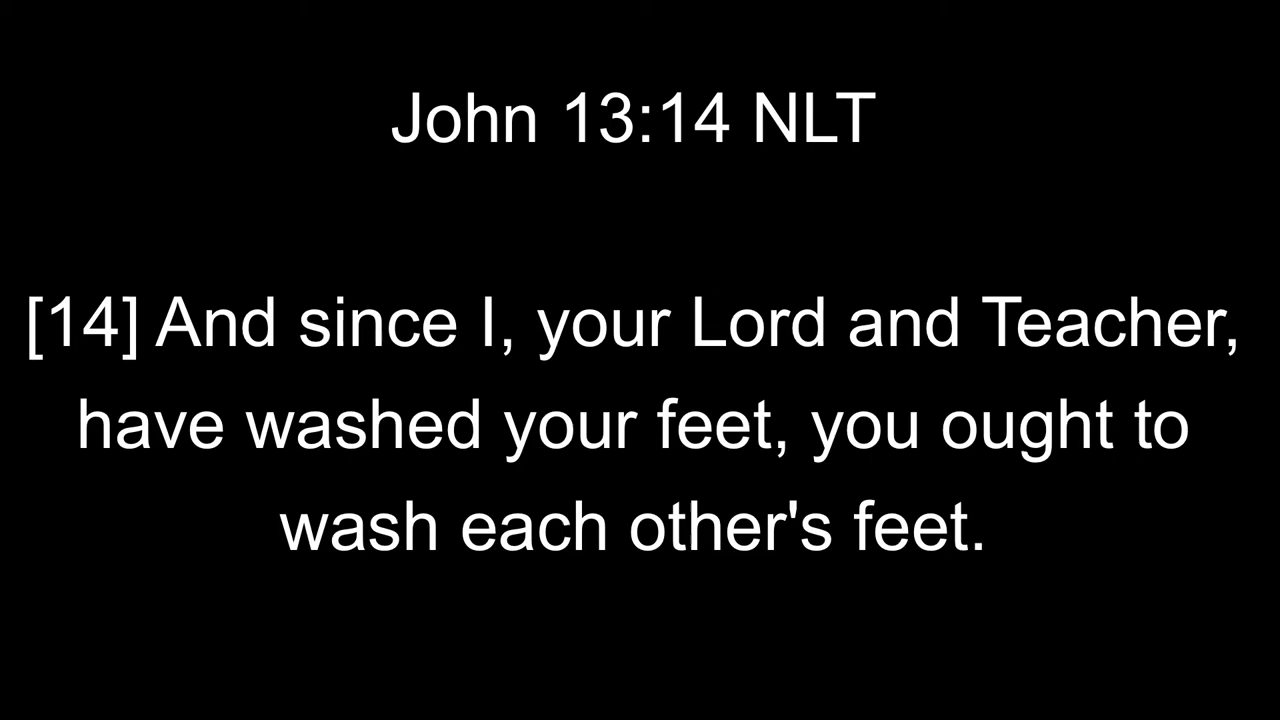 John 13:14 NLT
[14] And since I, your Lord and Teacher,
have washed your feet, you ought to
wash each other's feet.